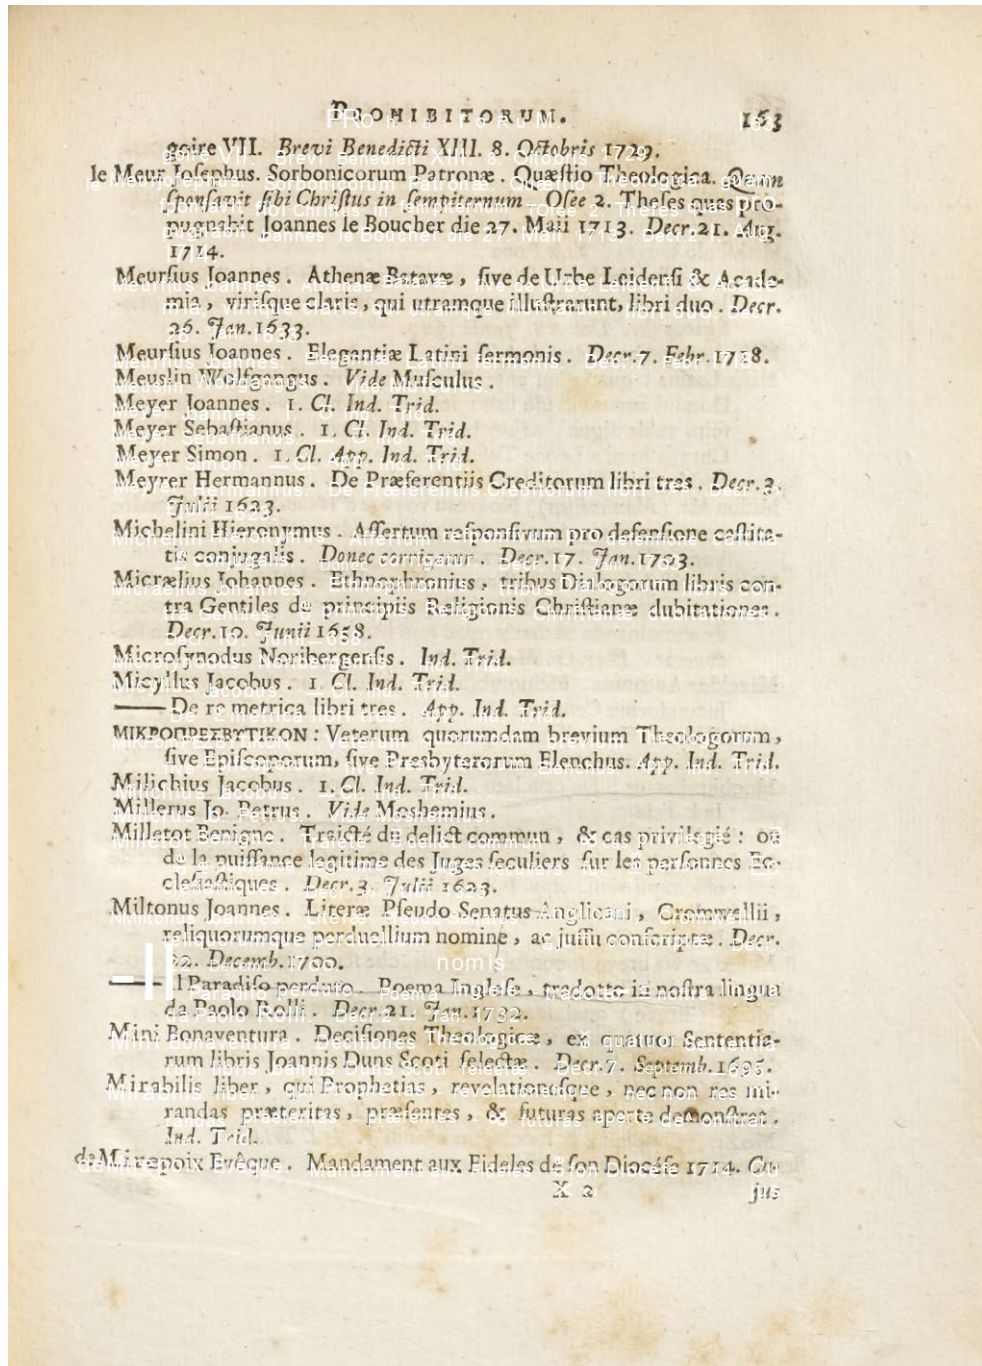 PROHIBITORUM. 163
goire VII. Brevi Benedicti XIII. 8. Octobris 1729.
le Meur Josephus. Sorbonicorum Patronæ. Quæſtio Theologica. Quam
ſponſavit ſibi Chriſtus in ſempiternum Oſee 2. Theſes quas pro-
pugnabit Joannes le Boucher die 27. Maii 1713. Decr. 21. Aug.
1714.
Meurſius Joannes. Athenæ Batavæ, ſive de Urbe Leidenſi & Acade-
mia, viriſque claris, qui utramque illuſtrarunt, libri duo. Decr.
26. Jan. 1633.
Meurſius Joannes. Elegantiæ Latini ſermonis. Decr. 7. Febr. 1718.
Meuslin Wolfgangus. Vide Muſculus.
Meyer Joannes. 1. Cl. Ind. Trid.
Meyer Sebaſtianus. 1. Cl. Ind. Trid.
Meyer Simon. 1. Cl. App. Ind. Trid.
Meyrer Hermannus. De Præferentiis Creditorum libri tres. Decr. 3.
Julii 1623.
Michelini Hieronymus. Aſſertum reſponſivum pro defenſione caſtita-
tis conjugalis. Donec corrigatur. Decr. 17. Jan. 1703.
Micrælius Johannes. Ethnophronius, tribus Dialogorum libris con-
tra Gentiles de principiis Religionis Chriſtianæ dubitationes.
Decr. 10. Junii 1658.
Microſynodus Noribergenſis. Ind. Trid.
Micyllus Jacobus. 1 Cl. Ind. Trid.
—— De re metrica libri tres. App. Ind. Trid.
ΜΙΚΡΟΠΡΕΣΒΥΤΙΚΟΝ: Veterum quorumdam brevium Theologorum,
ſive Epiſcoporum, ſive Presbyterorum Elenchus. App. Ind. Trid.
Milichius Jacobus. 1. Cl. Ind. Trid.
Millerus Jo. Petrus. Vide Moshemius.
Milletot Benigne. Traicté du delict commun, & cas privilegié: ou
de la puiſſance legitime des Juges ſeculiers ſur les perſonnes Ec-
cleſiaſtiques. Decr. 3. Julii 1623.
Miltonus Joannes. Literæ Pſeudo Senatus Anglicani, Cromwellii,
reliquorumque perduellium nomine, ac juſſu conſcriptæ. Decr.
22. Decemb. 1700.
—— Il Paradiſo perduto. Poema Ingleſe, tradotto in noſtra lingua
da Paolo Rolli. Decr. 21. Jan. 1732.
Mini Bonaventura. Deciſiones Theologicæ, ex quatuor Sententia-
rum libris Joannis Duns Scoti ſelectæ. Decr. 7. Septemb. 1695.
Mirabilis liber, qui Prophetias, revelationeſque, nec non res mi-
randas præteritas, præſentes, & futuras aperte demonſtrat.
Ind. Trid.
de Mirepoix Evêque. Mandament aux Fideles de ſon Diocéſe 1714. Cu-
X 2 jus